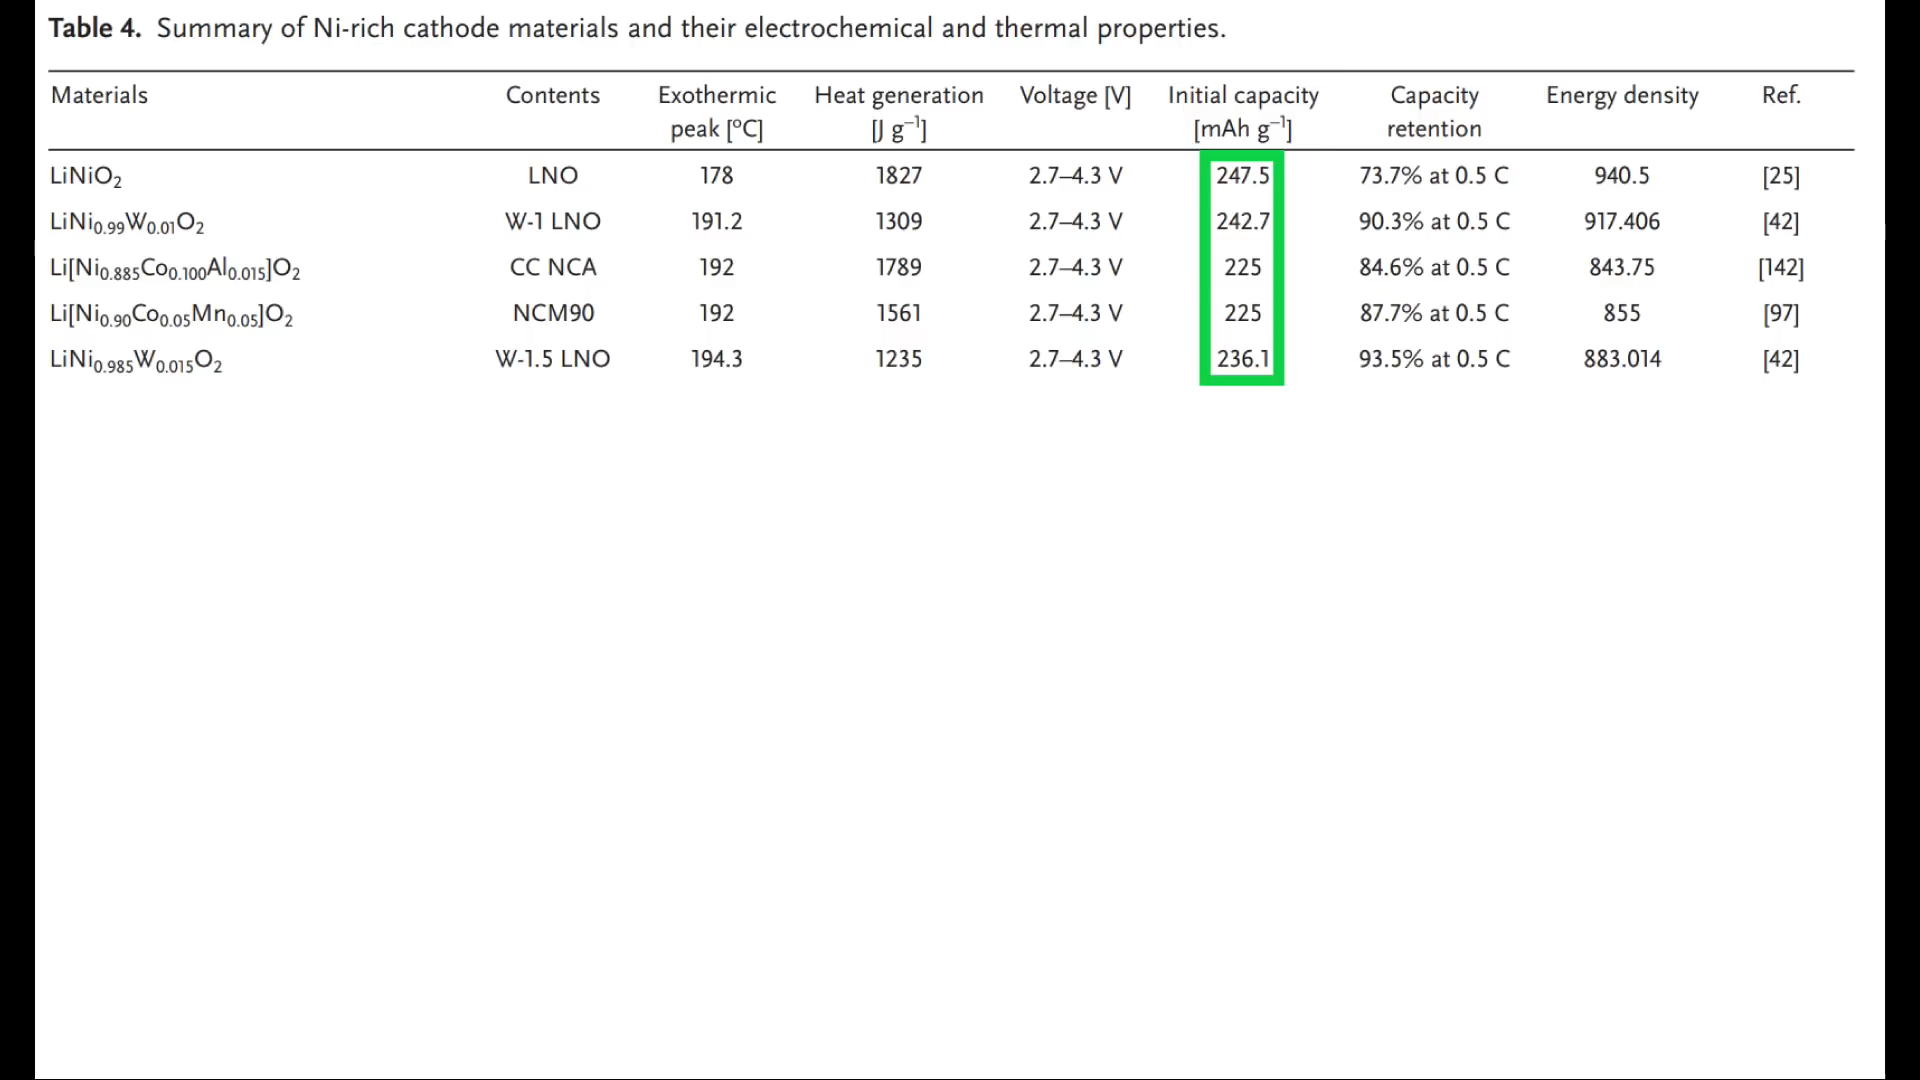 Table 4. Summary of Ni-rich cathode materials and their electrochemical and thermal properties.
Materials Contents Exothermic peak [°C] Heat generation [J g⁻¹] Voltage [V] Initial capacity [mAh g⁻¹] Capacity retention Energy density Ref.
LiNiO₂ LNO 178 1827 2.7–4.3 V 247.5 73.7% at 0.5 C 940.5 [25]
LiNi₀.₉₉W₀.₀₁O₂ W-1 LNO 191.2 1309 2.7–4.3 V 242.7 90.3% at 0.5 C 917.406 [42]
Li[Ni₀.₈₈₅Co₀.₁₀₀Al₀.₀₁₅]O₂ CC NCA 192 1789 2.7–4.3 V 225 84.6% at 0.5 C 843.75 [142]
Li[Ni₀.₉₀Co₀.₀₅Mn₀.₀₅]O₂ NCM90 192 1561 2.7–4.3 V 225 87.7% at 0.5 C 855 [97]
LiNi₀.₉₈₅W₀.₀₁₅O₂ W-1.5 LNO 194.3 1235 2.7–4.3 V 236.1 93.5% at 0.5 C 883.014 [42]